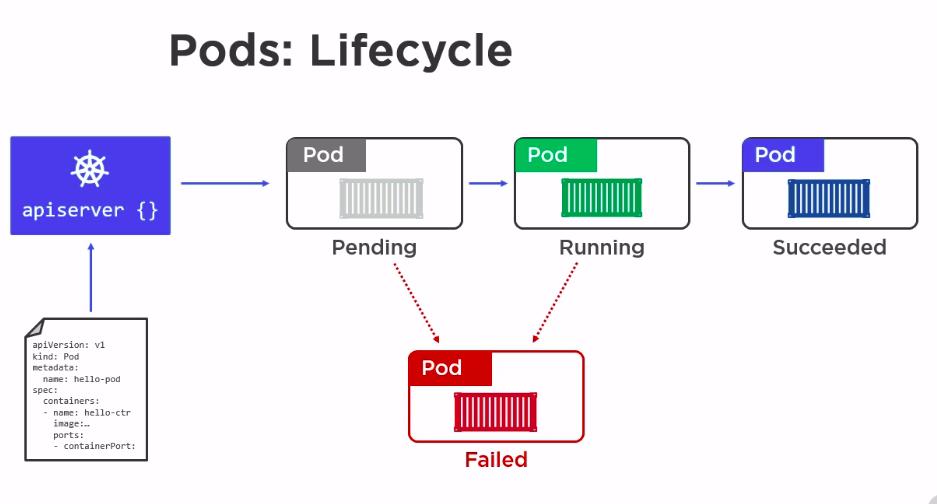 Pods: Lifecycle
apiserver {}
Pod
Pending
Pod
Running
Pod
Succeeded
apiVersion: v1
kind: Pod
metadata:
  name: hello-pod
spec:
  containers:
  - name: hello-ctr
    image:…
    ports:
    - containerPort:
Pod
Failed